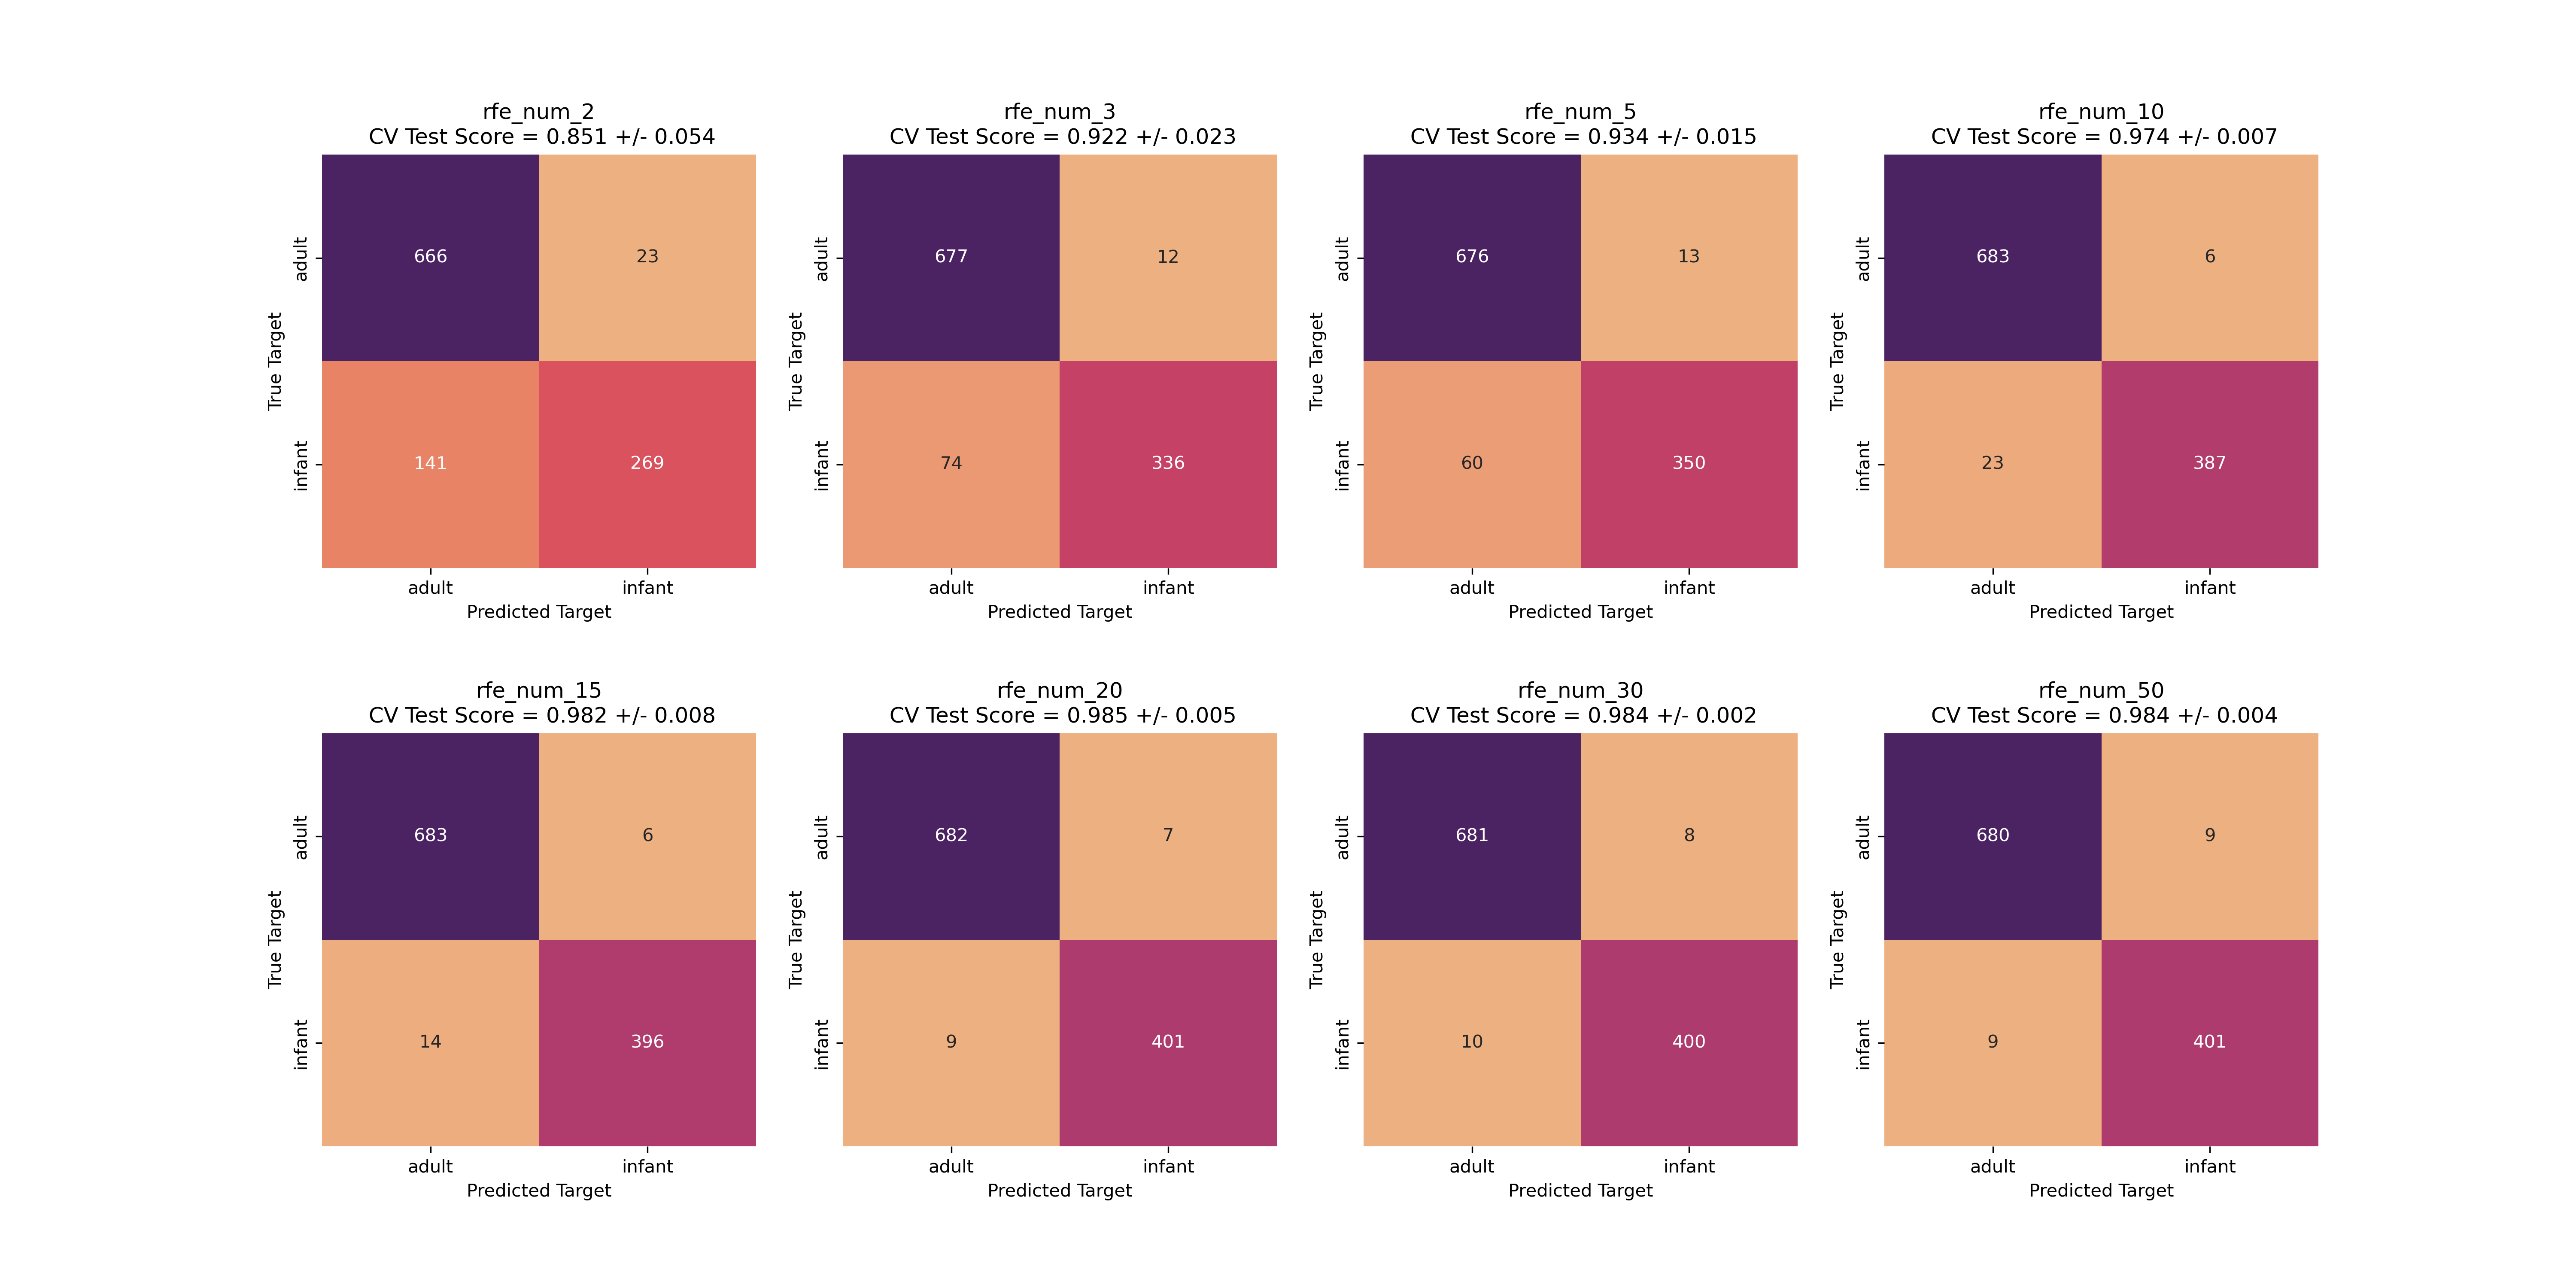 rfe_num_2
CV Test Score = 0.851 +/- 0.054
adult
infant
True Target
666
23
141
269
adult
infant
Predicted Target
rfe_num_3
CV Test Score = 0.922 +/- 0.023
adult
infant
True Target
677
12
74
336
adult
infant
Predicted Target
rfe_num_5
CV Test Score = 0.934 +/- 0.015
adult
infant
True Target
676
13
60
350
adult
infant
Predicted Target
rfe_num_10
CV Test Score = 0.974 +/- 0.007
adult
infant
True Target
683
6
23
387
adult
infant
Predicted Target
rfe_num_15
CV Test Score = 0.982 +/- 0.008
adult
infant
True Target
683
6
14
396
adult
infant
Predicted Target
rfe_num_20
CV Test Score = 0.985 +/- 0.005
adult
infant
True Target
682
7
9
401
adult
infant
Predicted Target
rfe_num_30
CV Test Score = 0.984 +/- 0.002
adult
infant
True Target
681
8
10
400
adult
infant
Predicted Target
rfe_num_50
CV Test Score = 0.984 +/- 0.004
adult
infant
True Target
680
9
9
401
adult
infant
Predicted Target